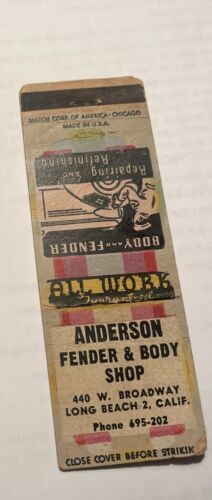 MATCH CORP. OF AMERICA • CHICAGO
MADE IN U.S.A.
BODY AND FENDER
Repairing and
Refinishing
ALL WORK
Guaranteed
ANDERSON
FENDER & BODY
SHOP
440 W. BROADWAY
LONG BEACH 2, CALIF.
Phone 695-202
CLOSE COVER BEFORE STRIKIN